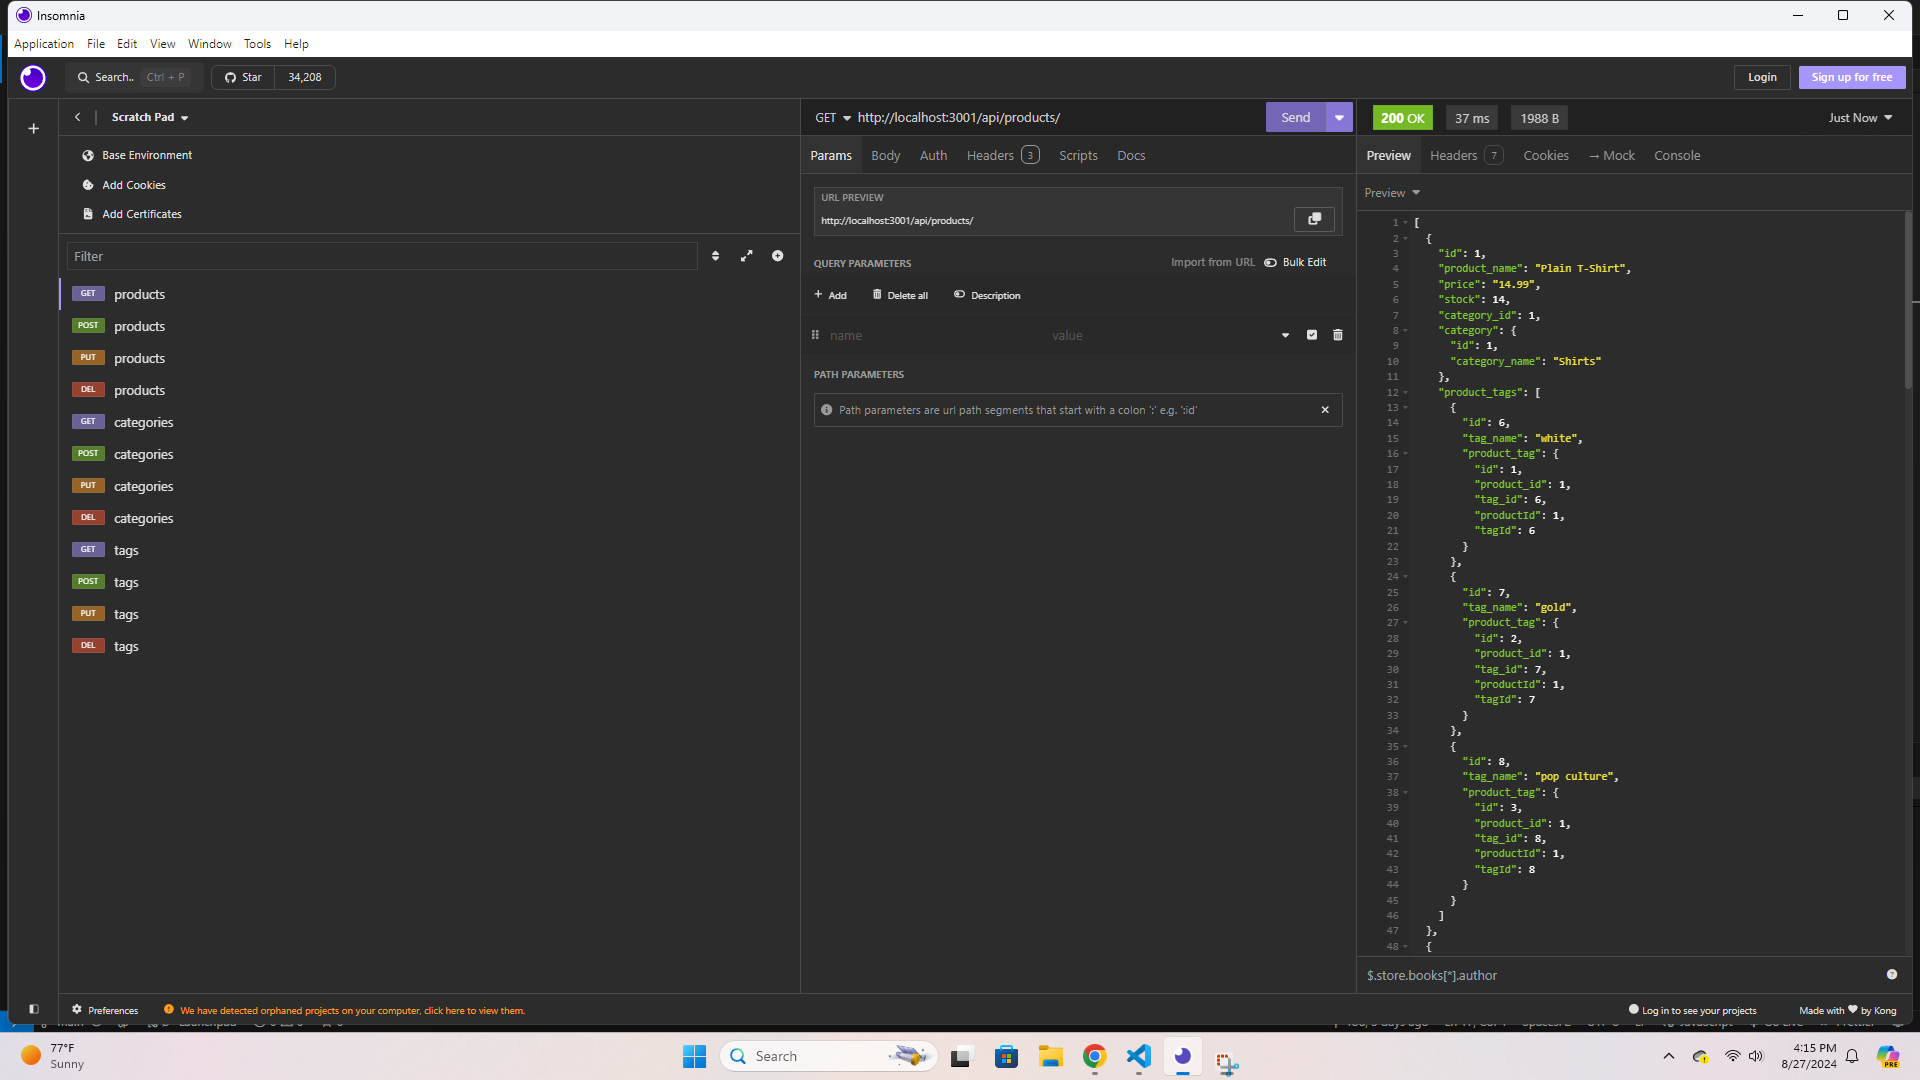 Insomnia
Application File Edit View Window Tools Help
Search.. Ctrl + P Star 34,208 Login Sign up for free
Scratch Pad
Base Environment
Add Cookies
Add Certificates
Filter
GET products
POST products
PUT products
DEL products
GET categories
POST categories
PUT categories
DEL categories
GET tags
POST tags
PUT tags
DEL tags
GET http://localhost:3001/api/products/ Send
Params Body Auth Headers 3 Scripts Docs
URL PREVIEW
http://localhost:3001/api/products/
QUERY PARAMETERS Import from URL Bulk Edit
+ Add Delete all Description
name value
PATH PARAMETERS
Path parameters are url path segments that start with a colon ':' e.g. ':id'
200 OK 37 ms 1988 B Just Now
Preview Headers 7 Cookies → Mock Console
Preview
1 [
2 {
3 "id": 1,
4 "product_name": "Plain T-Shirt",
5 "price": "14.99",
6 "stock": 14,
7 "category_id": 1,
8 "category": {
9 "id": 1,
10 "category_name": "Shirts"
11 },
12 "product_tags": [
13 {
14 "id": 6,
15 "tag_name": "white",
16 "product_tag": {
17 "id": 1,
18 "product_id": 1,
19 "tag_id": 6,
20 "productId": 1,
21 "tagId": 6
22 }
23 },
24 {
25 "id": 7,
26 "tag_name": "gold",
27 "product_tag": {
28 "id": 2,
29 "product_id": 1,
30 "tag_id": 7,
31 "productId": 1,
32 "tagId": 7
33 }
34 },
35 {
36 "id": 8,
37 "tag_name": "pop culture",
38 "product_tag": {
39 "id": 3,
40 "product_id": 1,
41 "tag_id": 8,
42 "productId": 1,
43 "tagId": 8
44 }
45 }
46 ]
47 },
48 {
$.store.books[*].author
Preferences We have detected orphaned projects on your computer, click here to view them. Log in to see your projects Made with by Kong
77°F
Sunny
Search
4:15 PM
8/27/2024
PRE